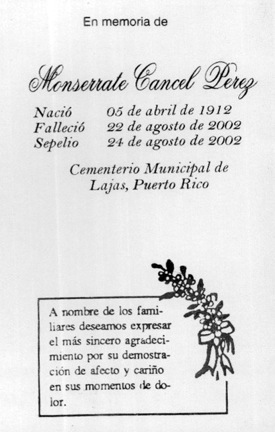 En memoria de
Monserrate Cancel Perez
Nació 05 de abril de 1912
Falleció 22 de agosto de 2002
Sepelio 24 de agosto de 2002
Cementerio Municipal de
Lajas, Puerto Rico
A nombre de los fami-
liares deseamos expresar
el más sincero agradeci-
miento por su demostra-
ción de afecto y cariño
en sus momentos de do-
lor.